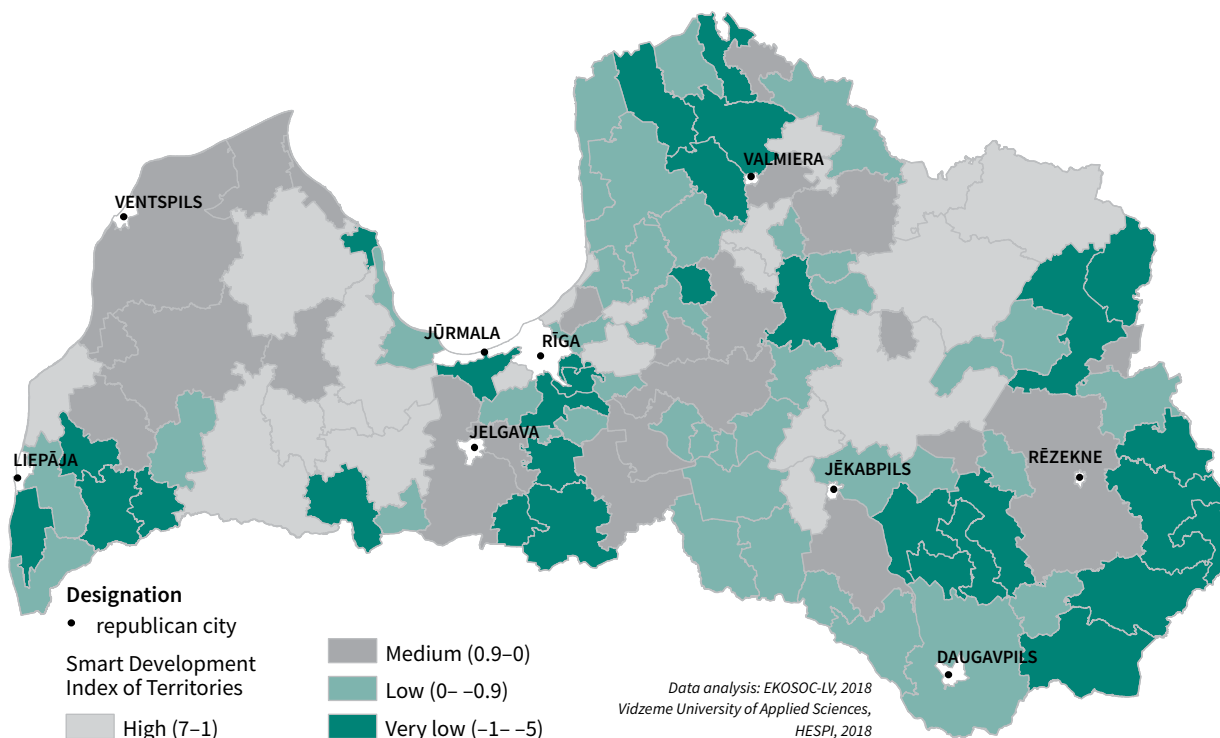 VALMIERA
VENTSPILS
JŪRMALA
RĪGA
JELGAVA
LIEPĀJA
JĒKABPILS
RĒZEKNE
DAUGAVPILS
Designation
republican city
Smart Development
Index of Territories
High (7–1)
Medium (0.9–0)
Low (0– –0.9)
Very low (–1– –5)
Data analysis: EKOSOC-LV, 2018
Vidzeme University of Applied Sciences,
HESPI, 2018